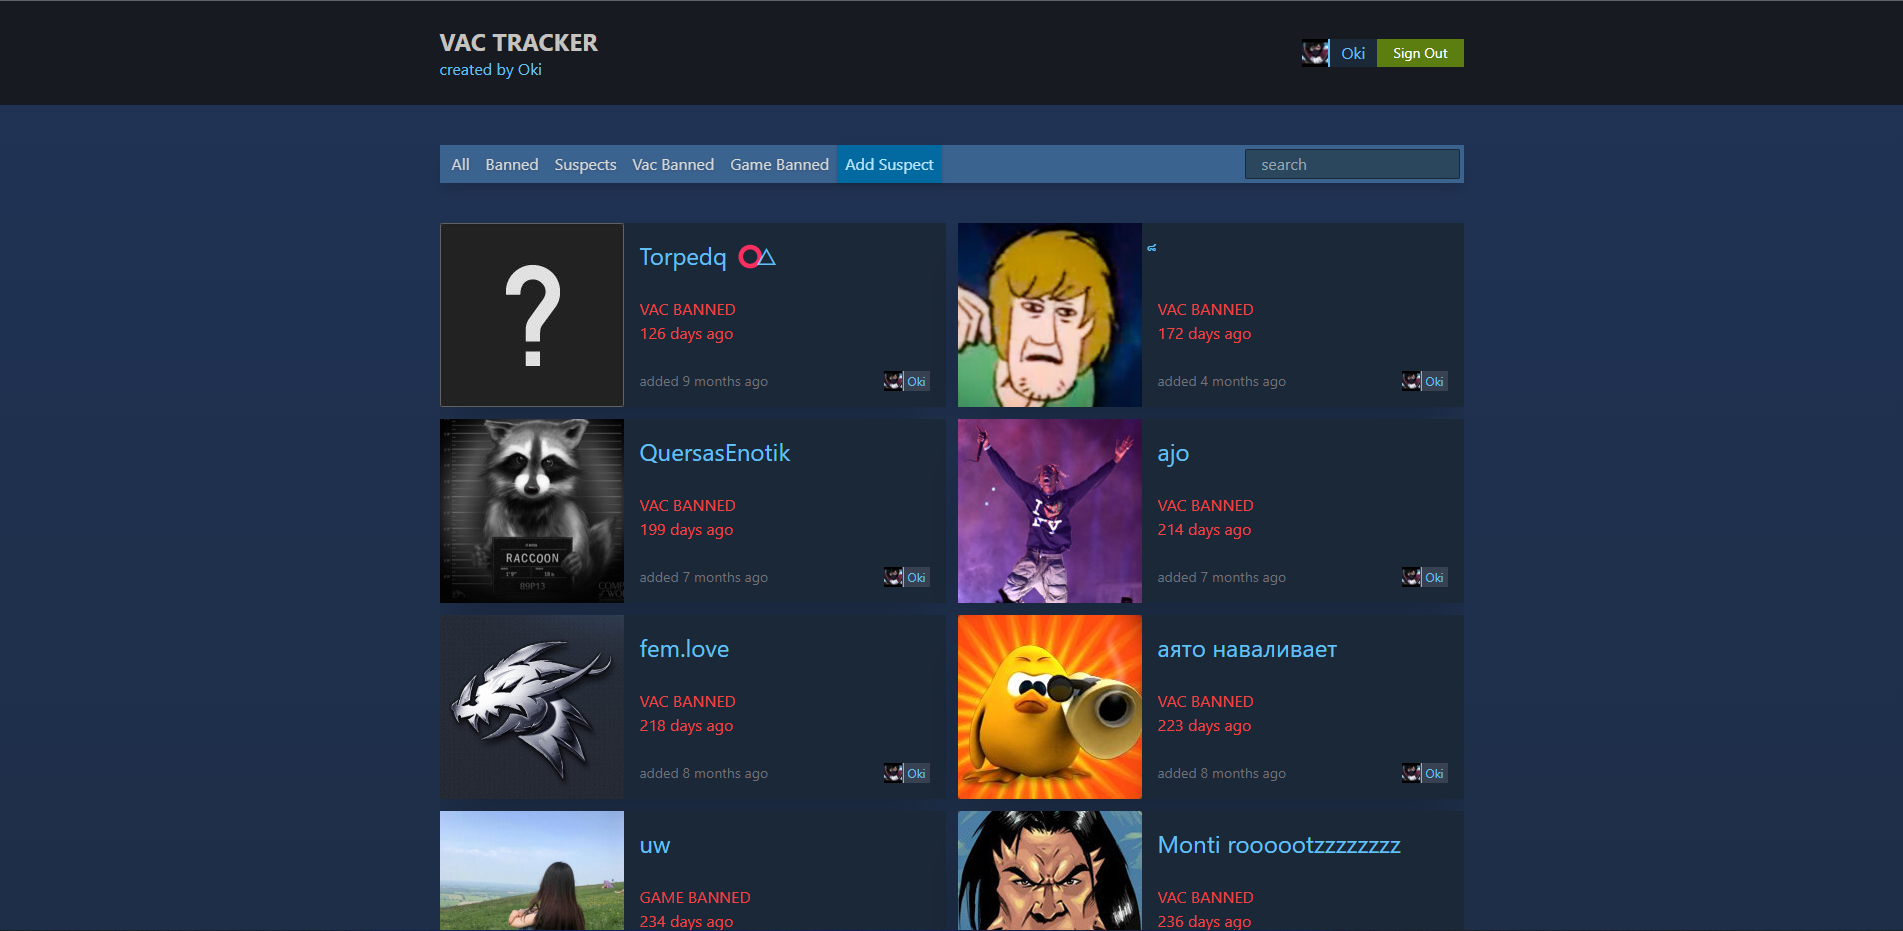 VAC TRACKER
created by Oki
Oki
Sign Out
All Banned Suspects Vac Banned Game Banned Add Suspect
search
Torpedq ⭕△
VAC BANNED
126 days ago
added 9 months ago
Oki
VAC BANNED
172 days ago
added 4 months ago
Oki
QuersasEnotik
VAC BANNED
199 days ago
added 7 months ago
Oki
RACCOON
89P13
ajo
VAC BANNED
214 days ago
added 7 months ago
Oki
fem.love
VAC BANNED
218 days ago
added 8 months ago
Oki
аято наваливает
VAC BANNED
223 days ago
added 8 months ago
Oki
uw
GAME BANNED
234 days ago
Monti roooootzzzzzzzz
VAC BANNED
236 days ago